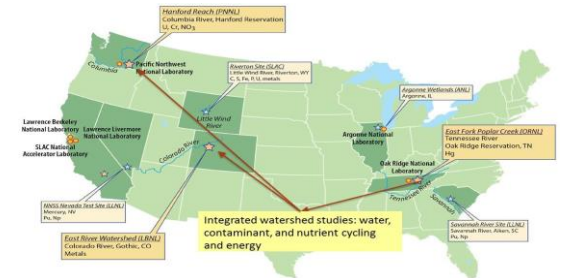 Hanford Reach (PNNL)
Columbia River, Hanford Reservation
U, Cr, NO3
Columbia
Pacific Northwest
National Laboratory
Riverton Site (SLAC)
Little Wind River, Riverton, WY
C, S, Fe, P, U, metals
Argonne Wetlands (ANL)
Argonne, IL
Lawrence Berkeley
National Laboratory
Lawrence Livermore
National Laboratory
SLAC National
Accelerator Laboratory
Little Wind
River
Colorado River
Argonne National
Laboratory
East Fork Poplar Creek (ORNL)
Tennessee River
Oak Ridge Reservation, TN
Hg
Oak Ridge National
Laboratory
Tennessee River
Savannah
NNSS Nevada Test Site (LLNL)
Mercury, NV
Pu, Np
East River Watershed (LBNL)
Colorado River, Gothic, CO
Metals
Integrated watershed studies: water,
contaminant, and nutrient cycling
and energy
Savannah River Site (LLNL)
Savannah River, Aiken, SC
Pu, Np